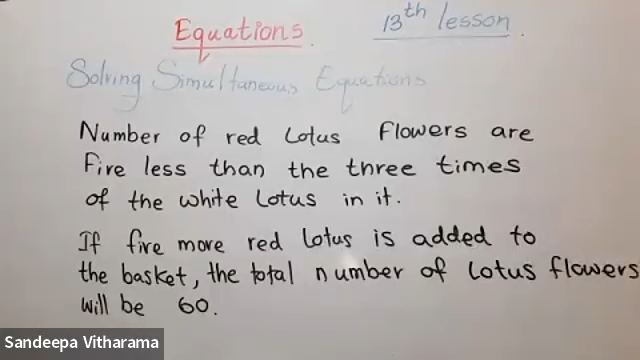 Equations.
13th lesson.
Solving Simultaneous Equations
Number of red Lotus Flowers are
Five less than the three times
of the white Lotus in it.
If five more red lotus is added to
the basket, the total number of lotus flowers
will be 60.
Sandeepa Vitharama